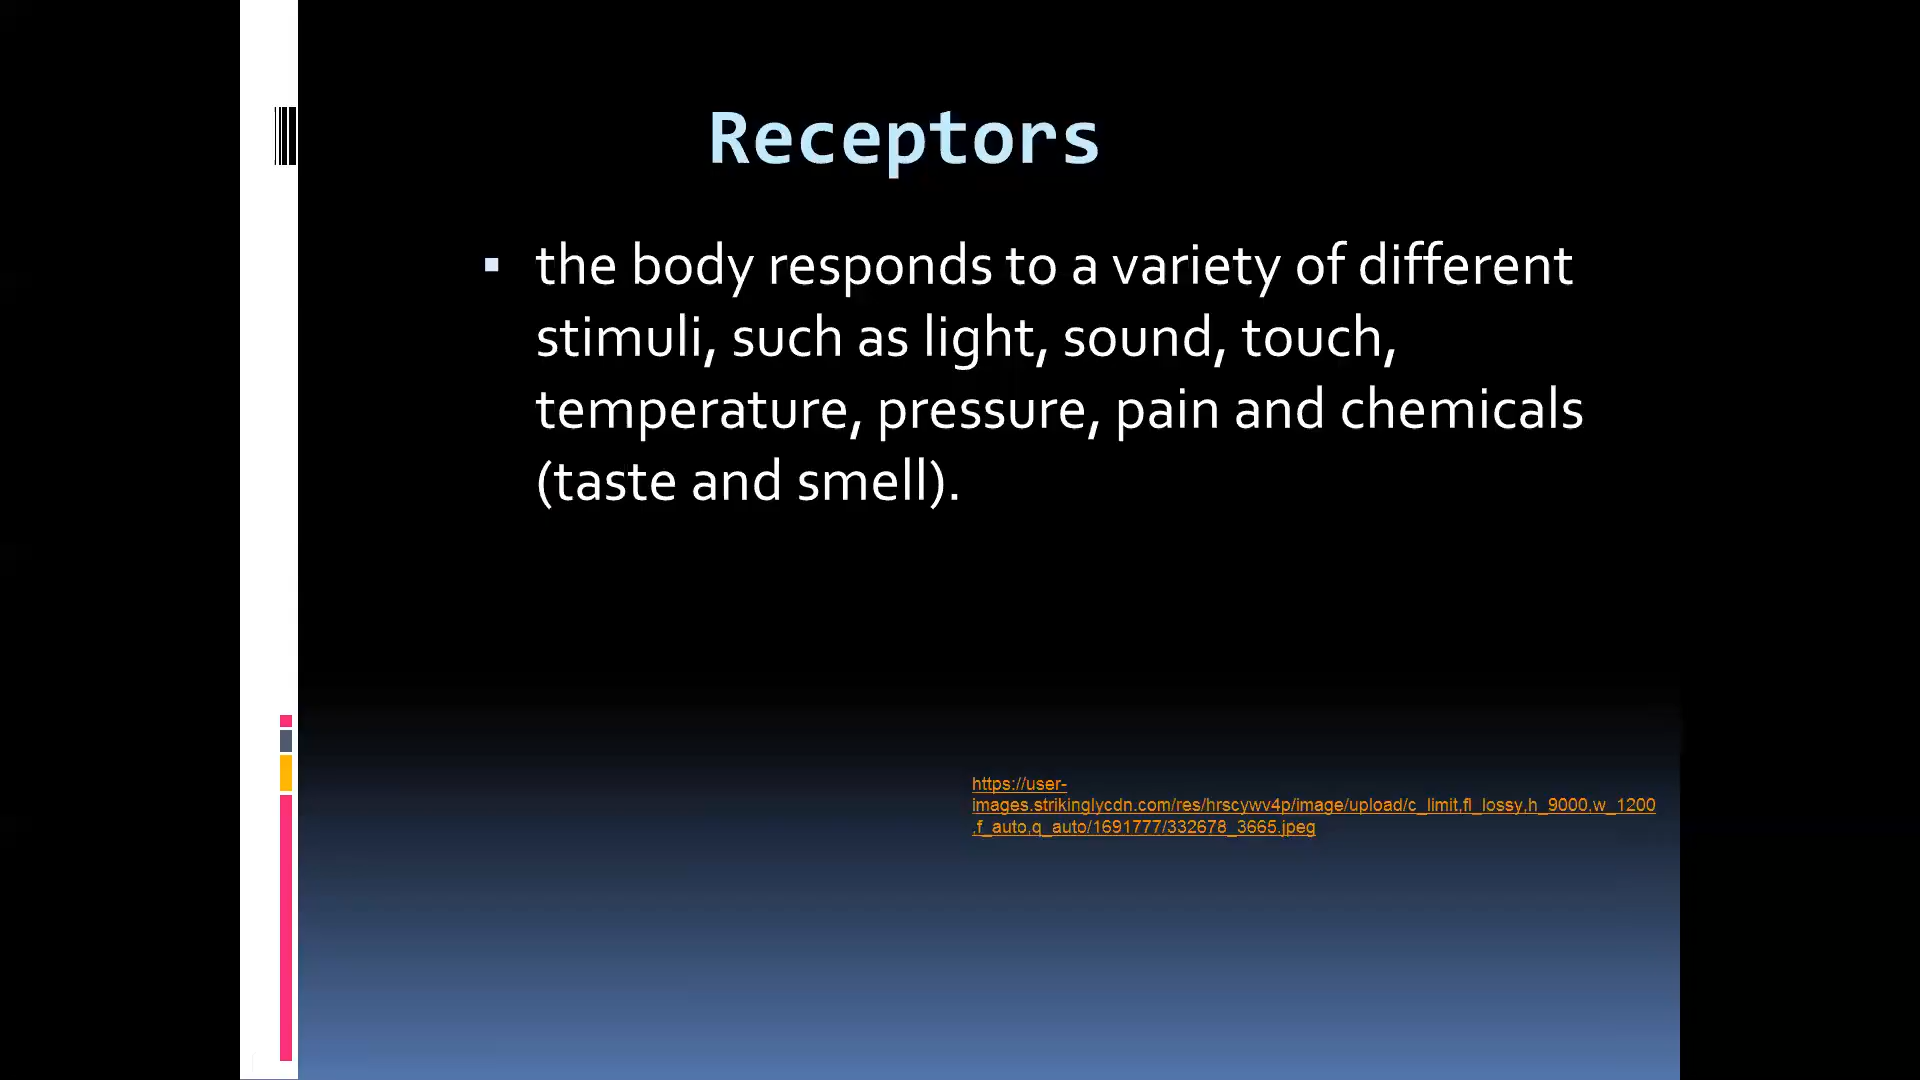 Receptors
▪ the body responds to a variety of different
stimuli, such as light, sound, touch,
temperature, pressure, pain and chemicals
(taste and smell).
https://user-
images.strikinglycdn.com/res/hrscywv4p/image/upload/c_limit,fl_lossy,h_9000,w_1200
,f_auto,q_auto/1691777/332678_3665.jpeg